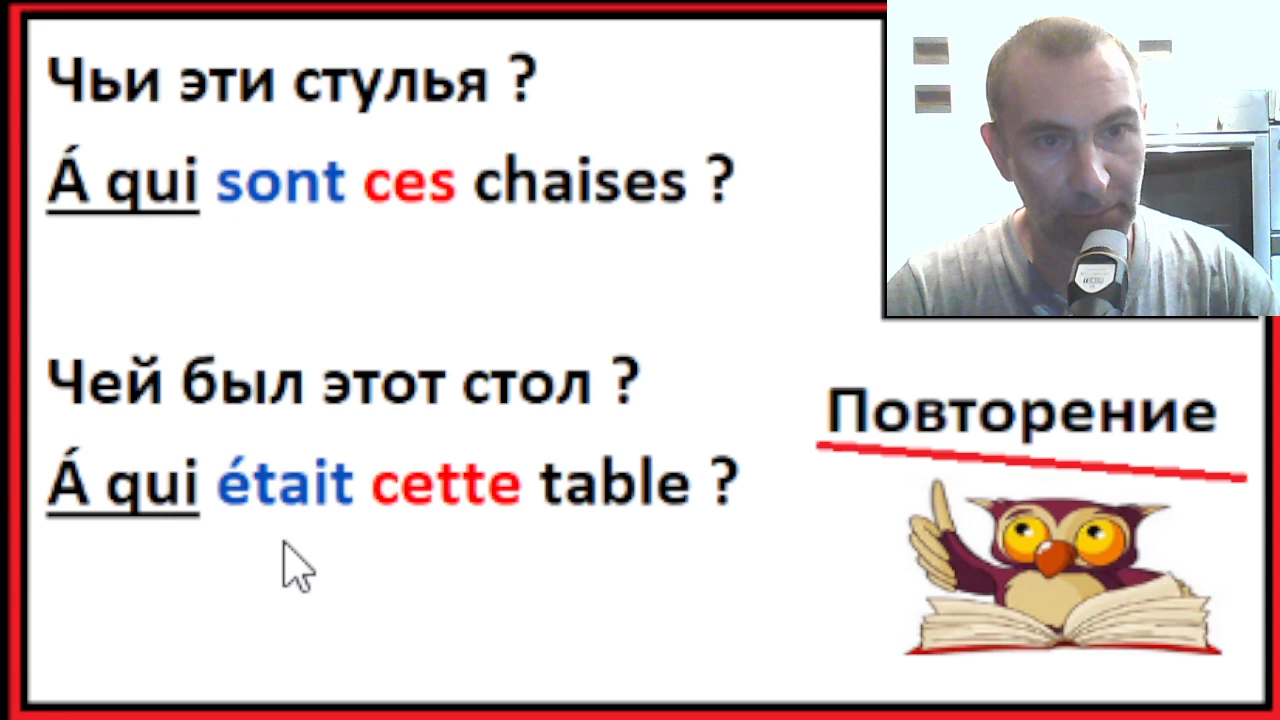 Чьи эти стулья ?
Á qui sont ces chaises ?
Чей был этот стол ?
Á qui était cette table ?
Повторение